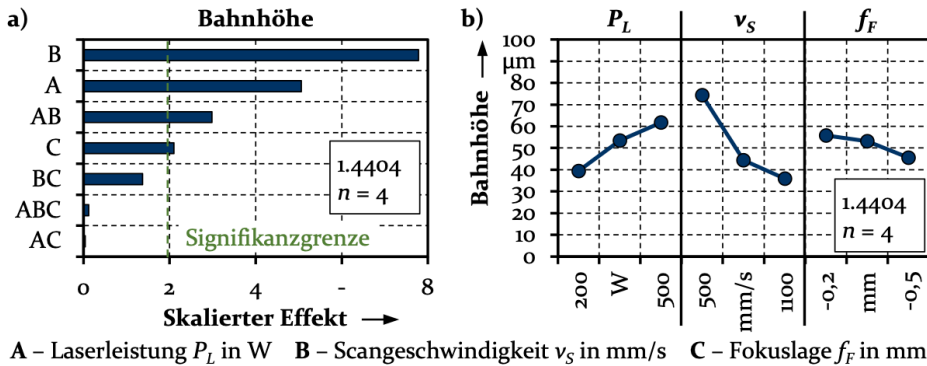 a)
Bahnhöhe
B
A
AB
C
BC
ABC
AC
1.4404
n = 4
Signifikanzgrenze
0 2 4 - 8
Skalierter Effekt
b)
P_L v_S f_F
Bahnhöhe
100
µm
80
70
60
50
40
30
20
10
0
1.4404
n = 4
200 W 500 500 mm/s 1100 -0,2 mm -0,5
A – Laserleistung P_L in W B – Scangeschwindigkeit v_S in mm/s C – Fokuslage f_F in mm